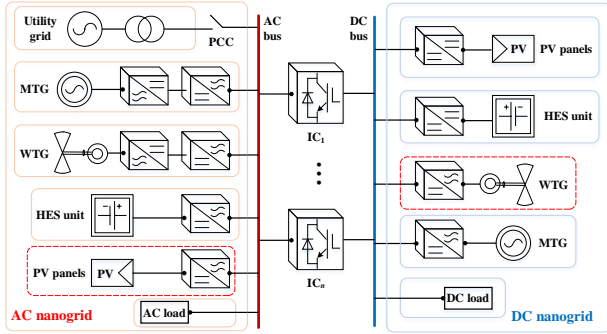 Utility
grid
PCC
AC
bus
DC
bus
PV
PV panels
MTG
IC1
HES unit
WTG
WTG
HES unit
MTG
PV panels
PV
ICn
AC load
DC load
AC nanogrid
DC nanogrid